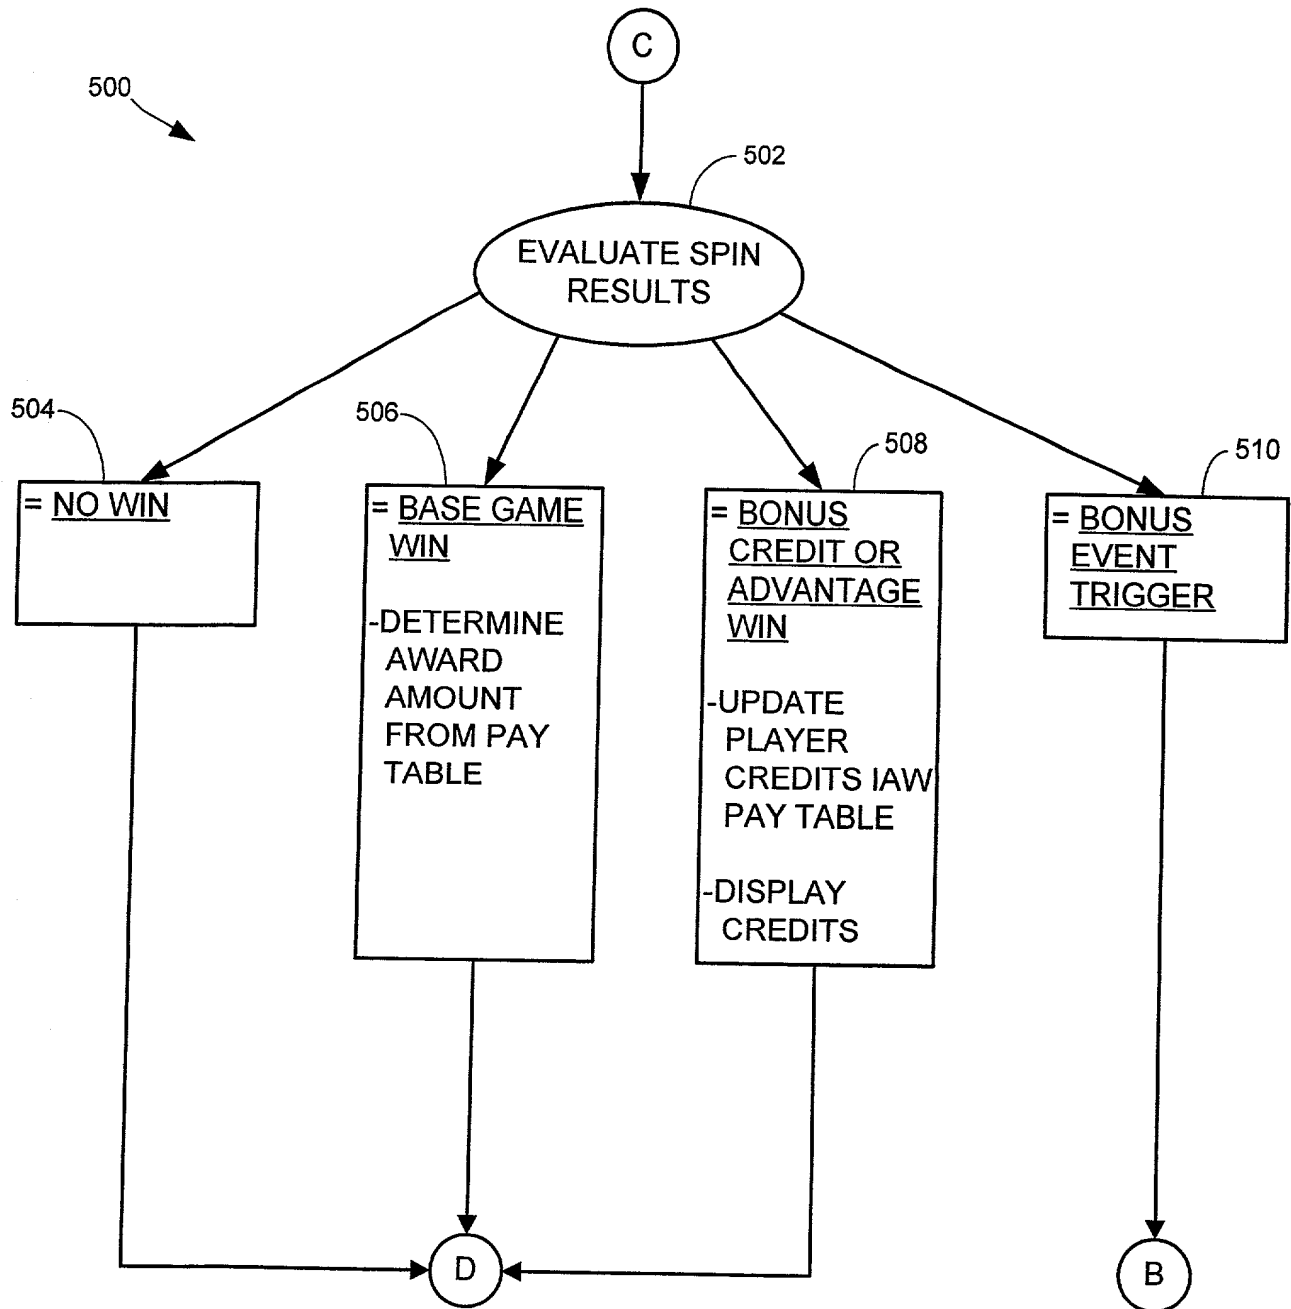 C
500
502
EVALUATE SPIN
RESULTS
504
= NO WIN
506
= BASE GAME
WIN
-DETERMINE
AWARD
AMOUNT
FROM PAY
TABLE
508
= BONUS
CREDIT OR
ADVANTAGE
WIN
-UPDATE
PLAYER
CREDITS IAW
PAY TABLE
-DISPLAY
CREDITS
510
= BONUS
EVENT
TRIGGER
D
B